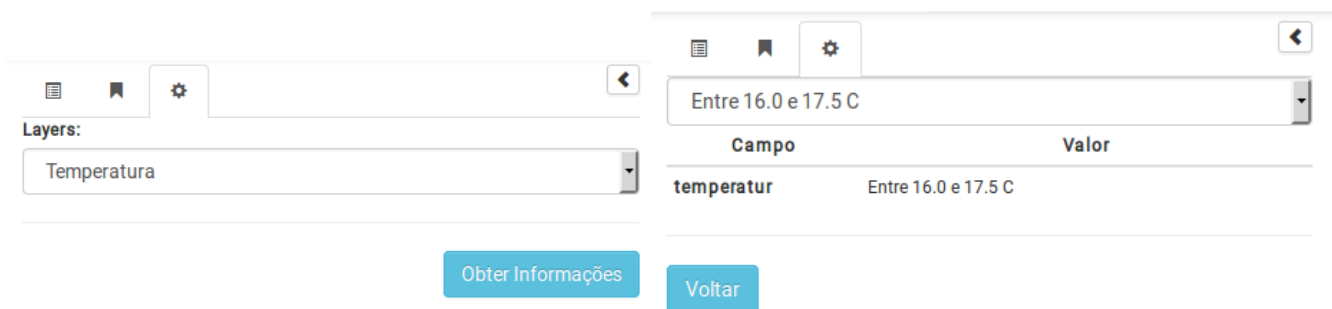 Layers:
Temperatura
Obter Informações
Entre 16.0 e 17.5 C
Campo Valor
temperatur Entre 16.0 e 17.5 C
Voltar